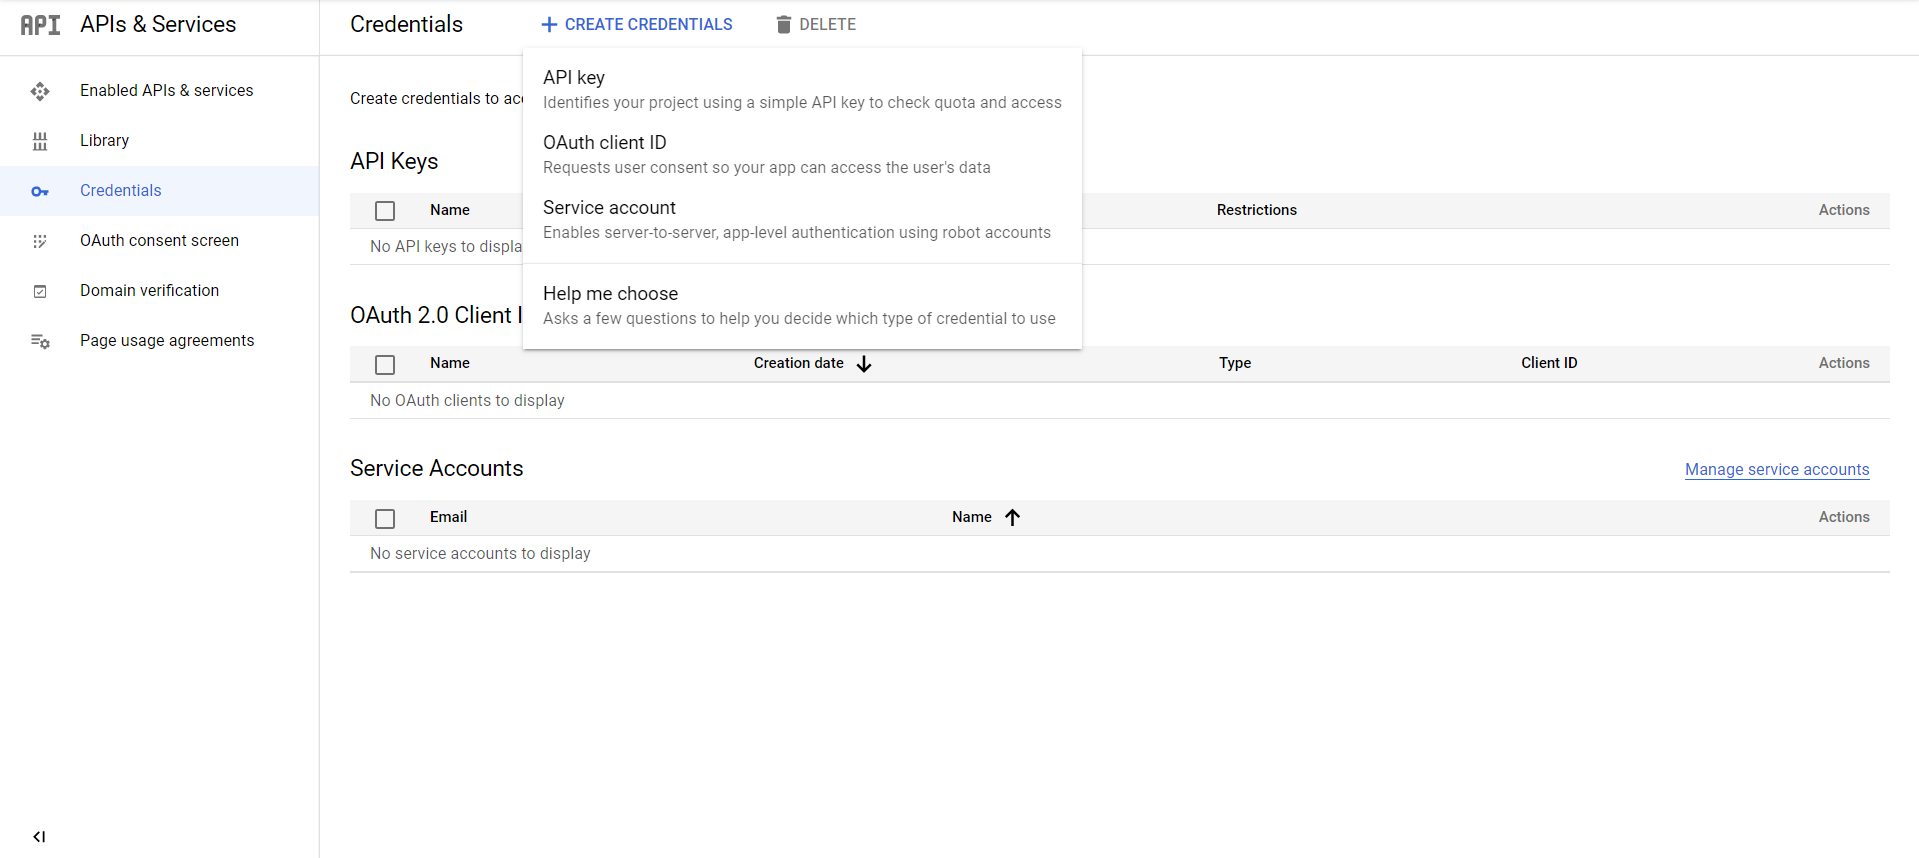 API APIs & Services
Credentials
CREATE CREDENTIALS
DELETE
Enabled APIs & services
Library
Credentials
OAuth consent screen
Domain verification
Page usage agreements
Create credentials to
API key
Identifies your project using a simple API key to check quota and access
OAuth client ID
Requests user consent so your app can access the user's data
Service account
Enables server-to-server, app-level authentication using robot accounts
Help me choose
Asks a few questions to help you decide which type of credential to use
API Keys
Name Restrictions Actions
No API keys to
OAuth 2.0 Client
Name Creation date Type Client ID Actions
No OAuth clients to display
Service Accounts Manage service accounts
Email Name Actions
No service accounts to display